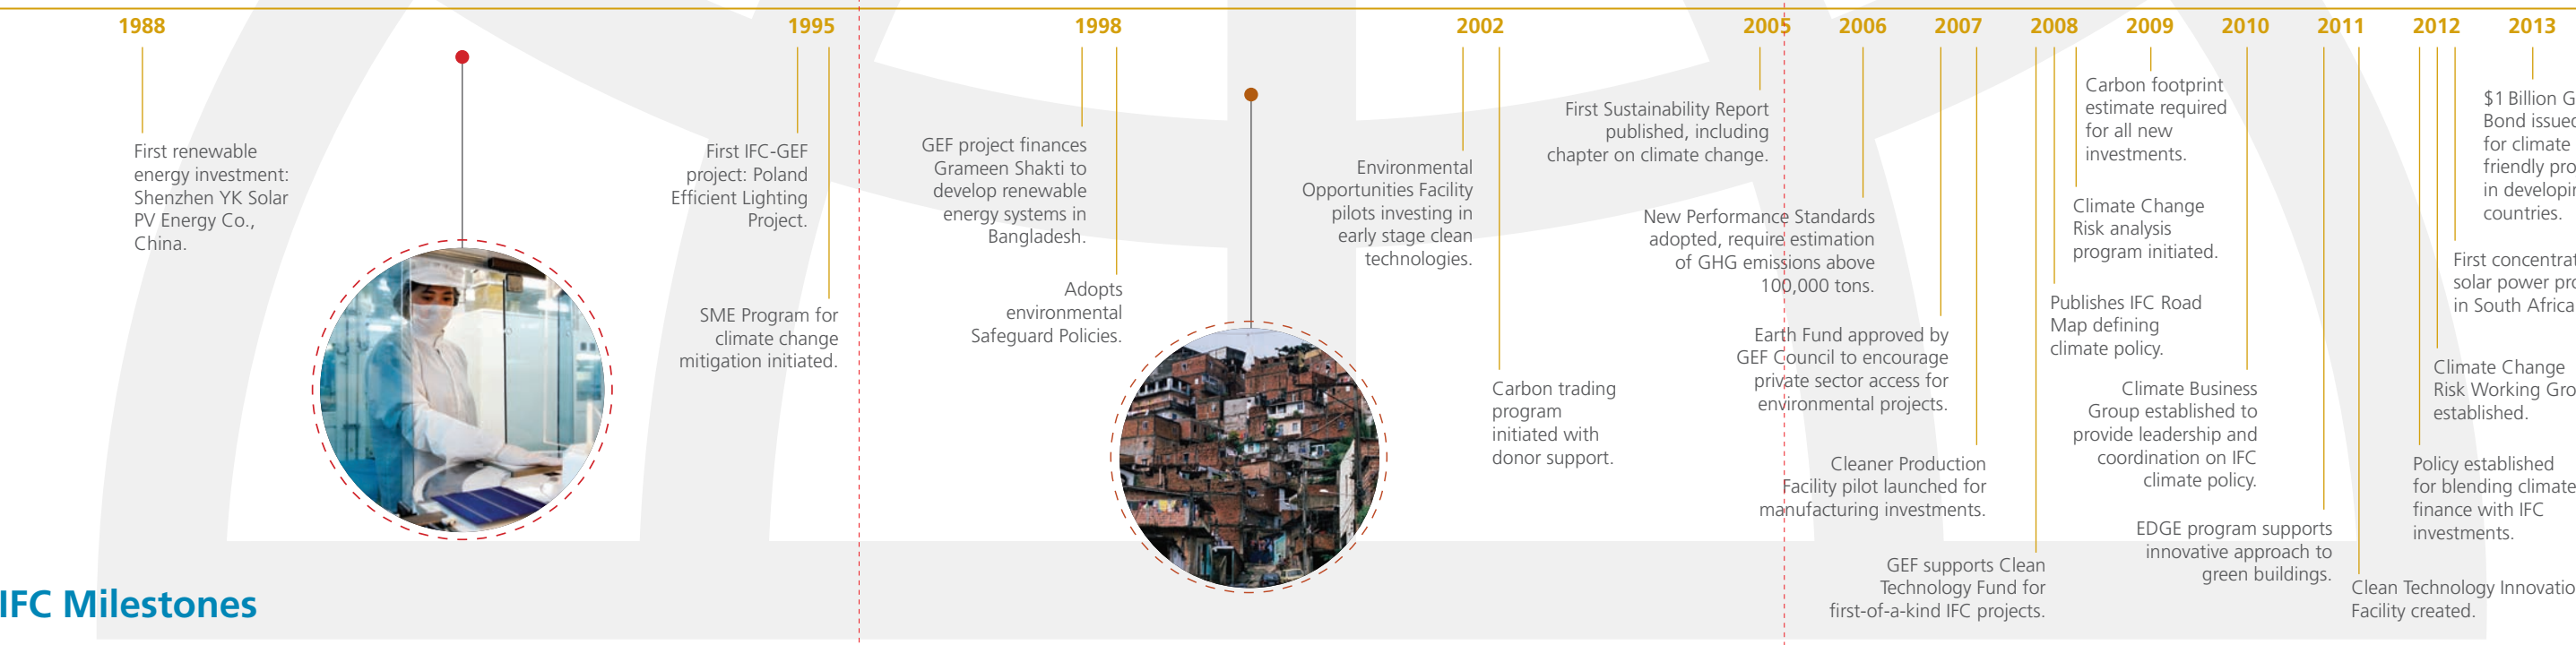 1988
1995
1998
2002
2005
2006
2007
2008
2009
2010
2011
2012
2013
First renewable
energy investment:
Shenzhen YK Solar
PV Energy Co.,
China.
First IFC-GEF
project: Poland
Efficient Lighting
Project.
SME Program for
climate change
mitigation initiated.
GEF project finances
Grameen Shakti to
develop renewable
energy systems in
Bangladesh.
Adopts
environmental
Safeguard Policies.
Environmental
Opportunities Facility
pilots investing in
early stage clean
technologies.
Carbon trading
program
initiated with
donor support.
First Sustainability Report
published, including
chapter on climate change.
New Performance Standards
adopted, require estimation
of GHG emissions above
100,000 tons.
Earth Fund approved by
GEF Council to encourage
private sector access for
environmental projects.
Cleaner Production
Facility pilot launched for
manufacturing investments.
GEF supports Clean
Technology Fund for
first-of-a-kind IFC projects.
Publishes IFC Road
Map defining
climate policy.
Climate Change
Risk analysis
program initiated.
Carbon footprint
estimate required
for all new
investments.
Climate Business
Group established to
provide leadership and
coordination on IFC
climate policy.
EDGE program supports
innovative approach to
green buildings.
Clean Technology Innovatio
Facility created.
Policy established
for blending climate
finance with IFC
investments.
Climate Change
Risk Working Gro
established.
First concentrat
solar power pro
in South Africa
$1 Billion G
Bond issued
for climate
friendly pro
in developin
countries.
IFC Milestones